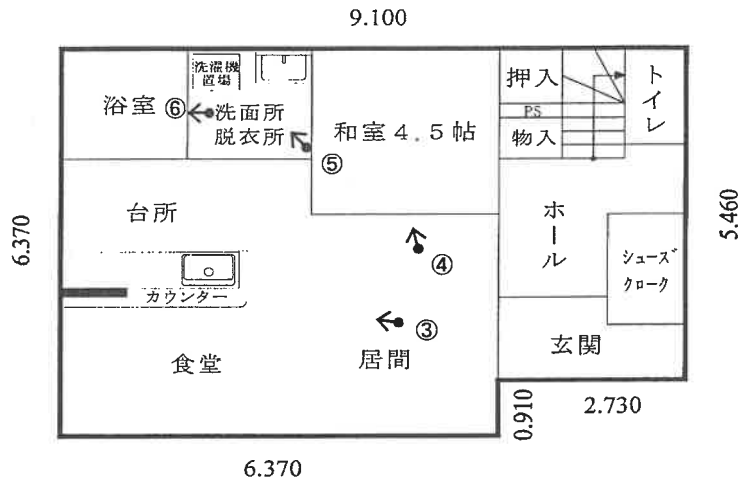 9.100
洗濯機
置場
浴室
⑥
洗面所
脱衣所
⑤
和室4.5帖
押入
PS
物入
トイレ
台所
ホール
シューズ
クローク
6.370
5.460
④
カウンター
③
食堂
居間
玄関
0.910
2.730
6.370